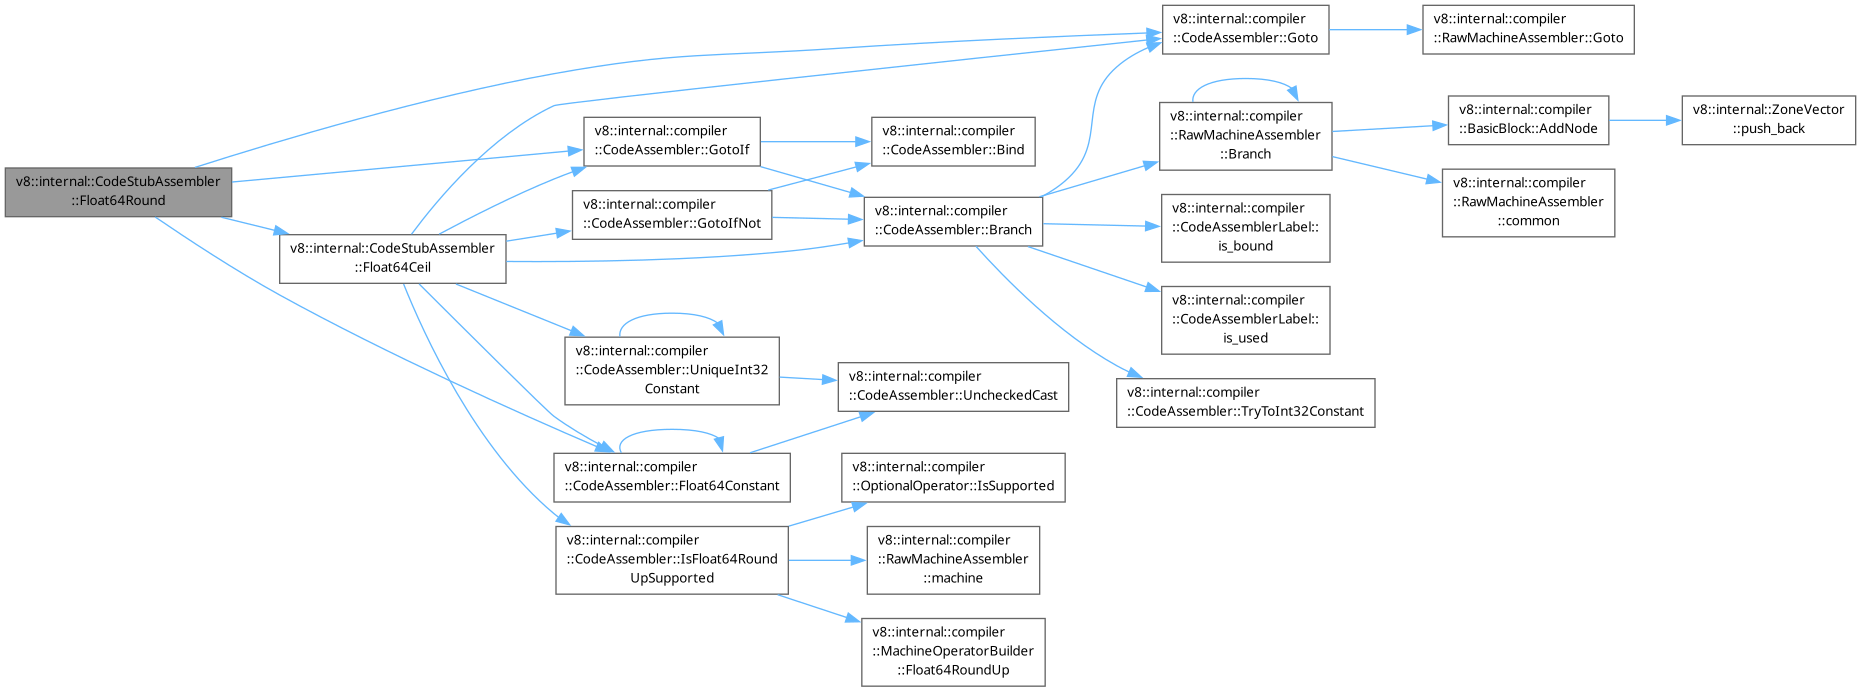 v8::internal::CodeStubAssembler
::Float64Round
v8::internal::CodeStubAssembler
::Float64Ceil
v8::internal::compiler
::CodeAssembler::GotoIf
v8::internal::compiler
::CodeAssembler::GotoIfNot
v8::internal::compiler
::CodeAssembler::UniqueInt32
Constant
v8::internal::compiler
::CodeAssembler::Float64Constant
v8::internal::compiler
::CodeAssembler::IsFloat64Round
UpSupported
v8::internal::compiler
::CodeAssembler::Bind
v8::internal::compiler
::CodeAssembler::Branch
v8::internal::compiler
::CodeAssembler::UncheckedCast
v8::internal::compiler
::OptionalOperator::IsSupported
v8::internal::compiler
::RawMachineAssembler
::machine
v8::internal::compiler
::MachineOperatorBuilder
::Float64RoundUp
v8::internal::compiler
::CodeAssembler::Goto
v8::internal::compiler
::RawMachineAssembler
::Branch
v8::internal::compiler
::CodeAssemblerLabel::
is_bound
v8::internal::compiler
::CodeAssemblerLabel::
is_used
v8::internal::compiler
::CodeAssembler::TryToInt32Constant
v8::internal::compiler
::RawMachineAssembler::Goto
v8::internal::compiler
::BasicBlock::AddNode
v8::internal::compiler
::RawMachineAssembler
::common
v8::internal::ZoneVector
::push_back